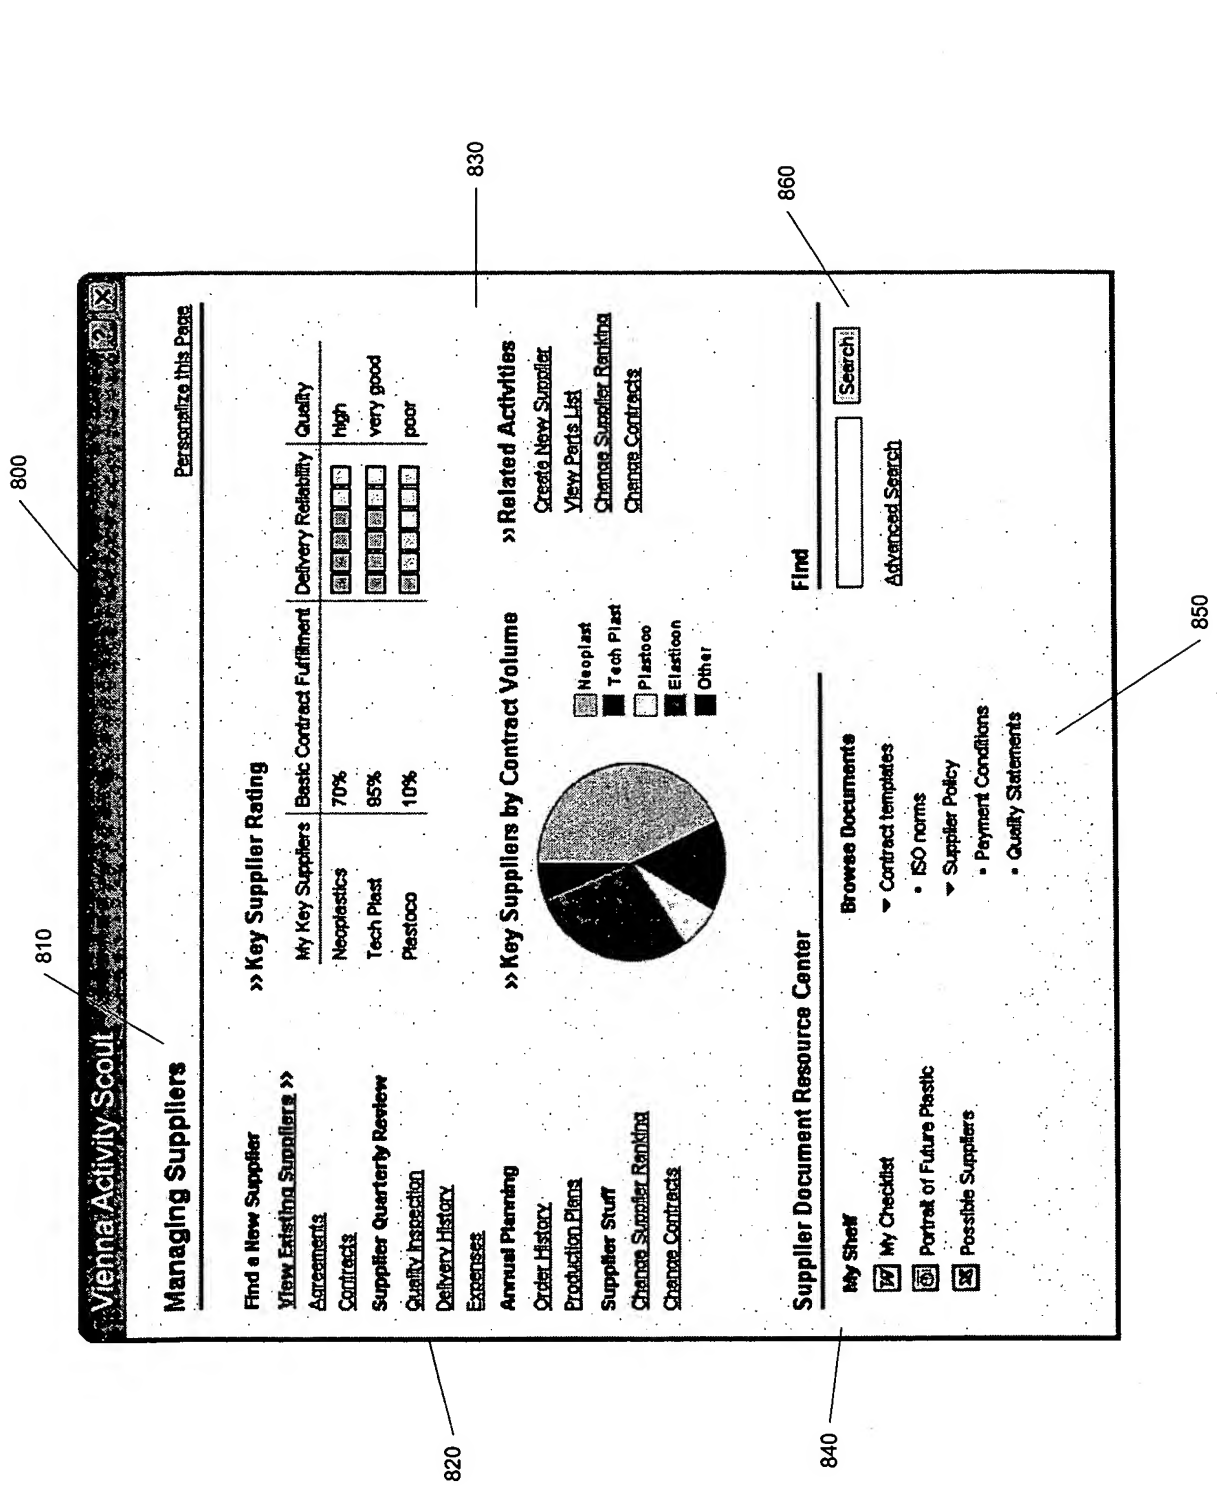 800
Vienna Activity Scout ? X
810
Managing Suppliers
Personalize this Page
Find a New Supplier
View Existing Suppliers >>
Agreements
Contracts
Supplier Quarterly Review
Quality Inspection
Delivery History
Expenses
Annual Planning
Order History
Production Plans
Supplier Stuff
Change Supplier Ranking
Change Contracts
820
>> Key Supplier Rating
My Key Suppliers Basic Contract Fulfillment Delivery Reliability Quality
Neoplastics 70% high
Tech Plast 85% very good
Plastoco 10% poor
830
>> Key Suppliers by Contract Volume
Neoplast
Tech Plast
Plastoco
Elasticon
Other
>> Related Activities
Create New Supplier
View Parts List
Change Supplier Ranking
Change Contracts
Supplier Document Resource Center
840
My Shelf
My Checklist
Portrait of Future Plastic
Possible Suppliers
Browse Documents
▼ Contract templates
• ISO norms
▼ Supplier Policy
• Payment Conditions
• Quality Statements
850
Find
860
Search
Advanced Search